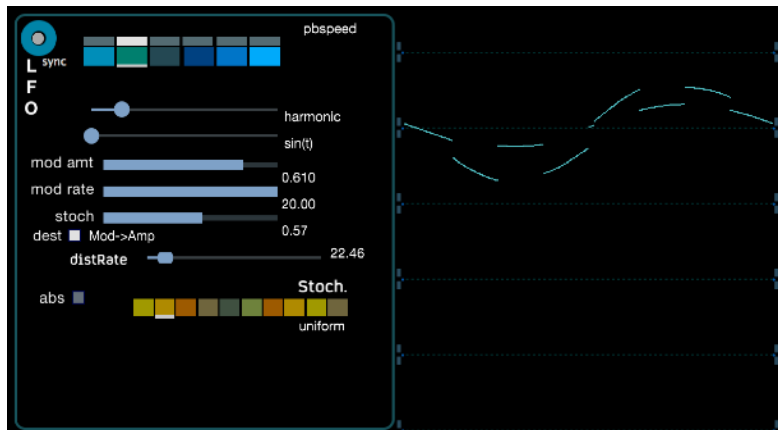 pbspeed
sync
L
F
O
harmonic
sin(t)
mod amt
0.610
mod rate
20.00
stoch
0.57
dest Mod->Amp
distRate 22.46
Stoch.
abs
uniform